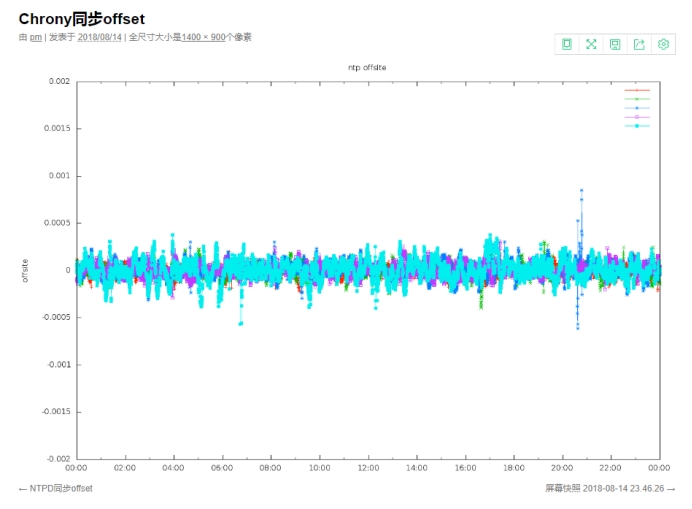 Chrony同步offset
由 pm | 发表于 2018/08/14 | 全尺寸大小是1400 × 900个像素
ntp offsite
0.002
0.0015
0.001
0.0005
0
-0.0005
-0.001
-0.0015
-0.002
offsite
00:00 02:00 04:00 06:00 08:00 10:00 12:00 14:00 16:00 18:00 20:00 22:00 00:00
← NTPD同步offset 屏幕快照 2018-08-14 23.46.26 →